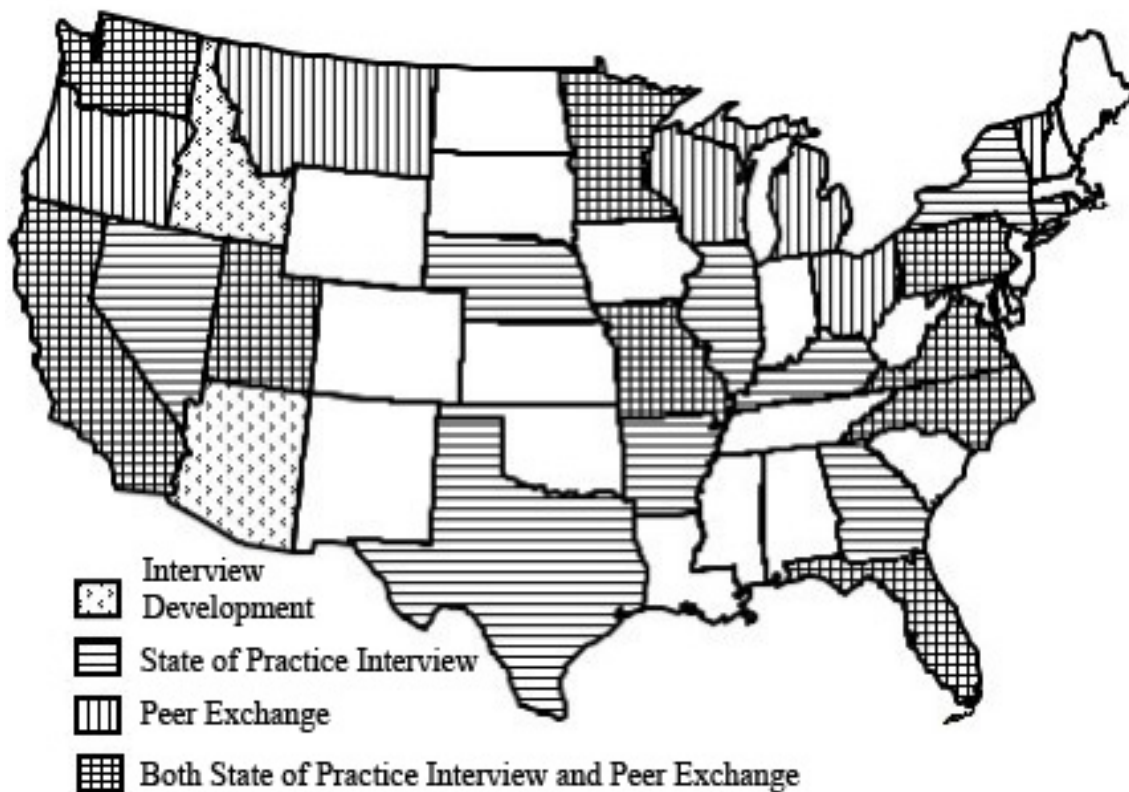 Interview
Development
State of Practice Interview
Peer Exchange
Both State of Practice Interview and Peer Exchange